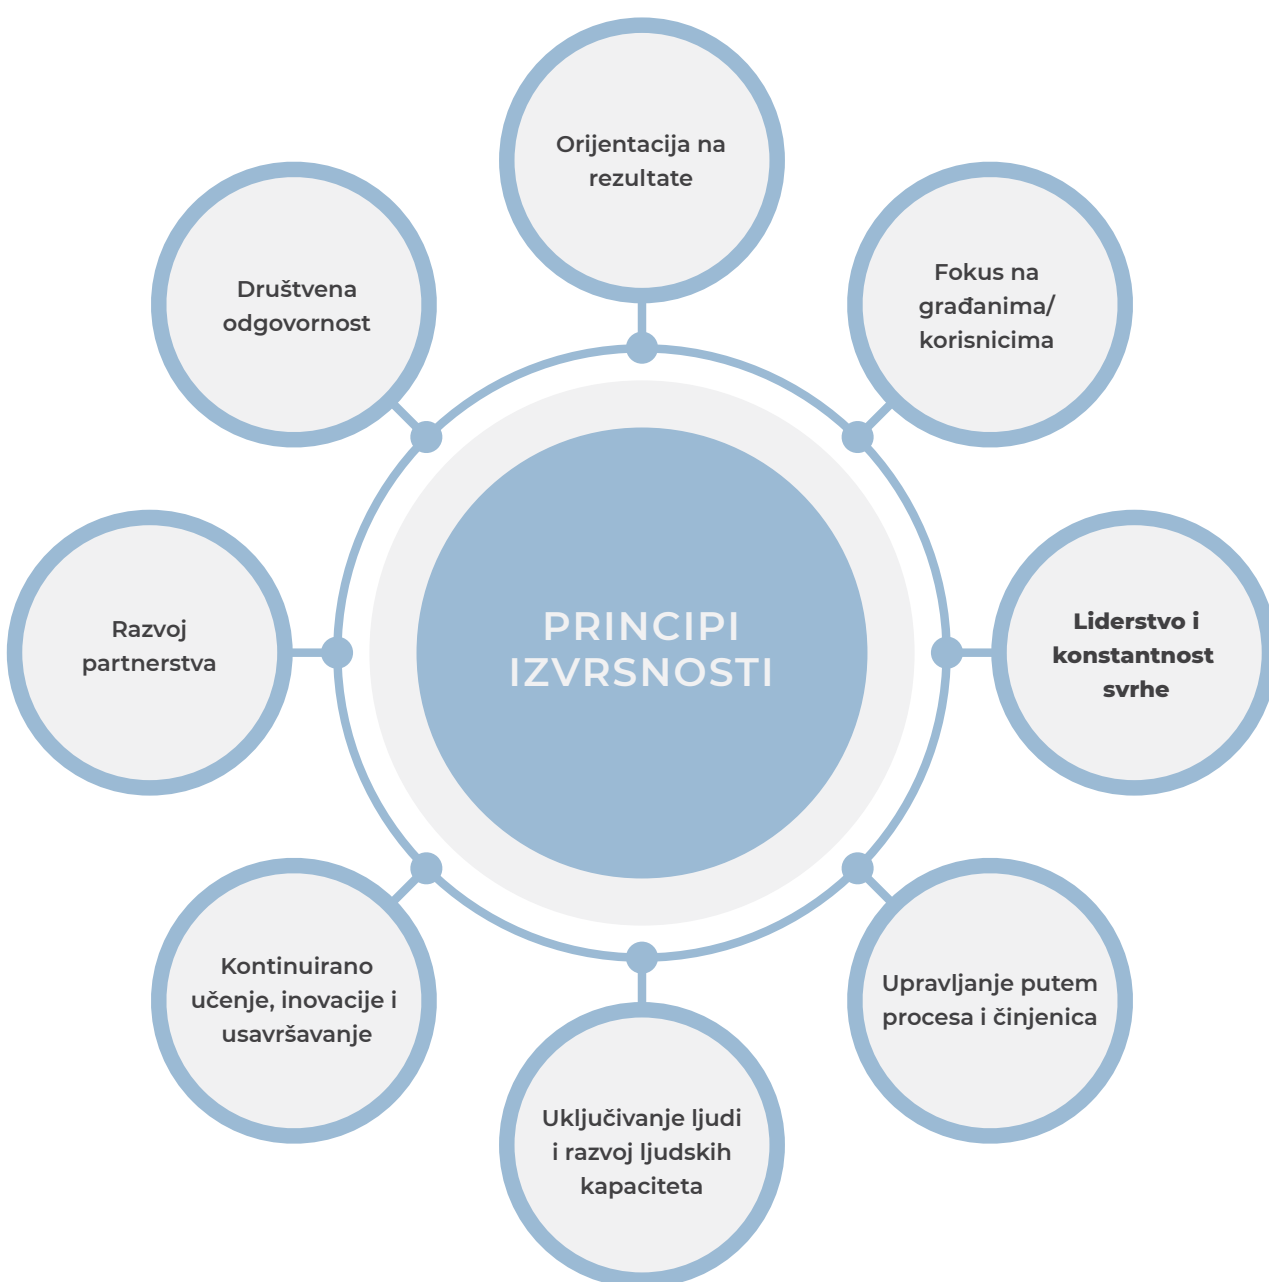 Orijentacija na
rezultate
Fokus na
građanima/
korisnicima
Liderstvo i
konstantnost
svrhe
Upravljanje putem
procesa i činjenica
Uključivanje ljudi
i razvoj ljudskih
kapaciteta
Kontinuirano
učenje, inovacije i
usavršavanje
Razvoj
partnerstva
Društvena
odgovornost
PRINCIPI
IZVRSNOSTI